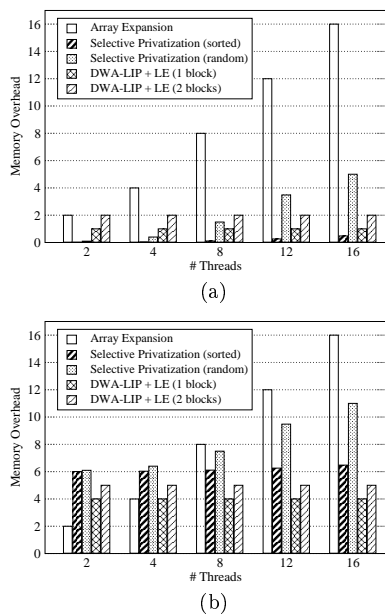 16
14
12
10
8
6
4
2
0
Memory Overhead
Array Expansion
Selective Privatization (sorted)
Selective Privatization (random)
DWA-LIP + LE (1 block)
DWA-LIP + LE (2 blocks)
2 4 8 12 16
# Threads
(a)
16
14
12
10
8
6
4
2
0
Memory Overhead
Array Expansion
Selective Privatization (sorted)
Selective Privatization (random)
DWA-LIP + LE (1 block)
DWA-LIP + LE (2 blocks)
2 4 8 12 16
# Threads
(b)